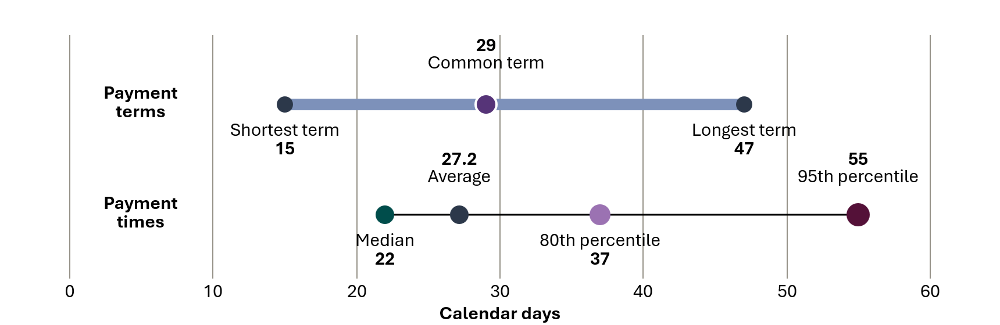 29
Common term
Payment
terms
Shortest term
15
Longest term
47
27.2
Average
55
95th percentile
Payment
times
Median
22
80th percentile
37
0 10 20 30 40 50 60
Calendar days